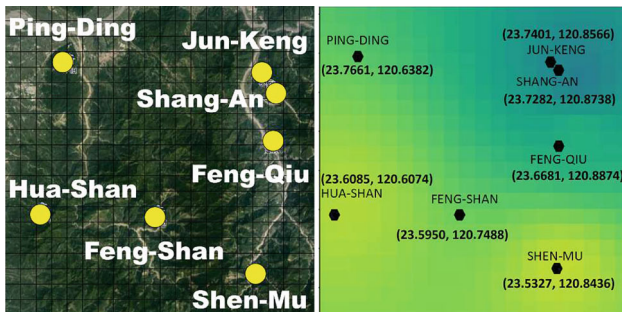 Ping-Ding
Jun-Keng
Shang-An
Feng-Qiu
Hua-Shan
Feng-Shan
Shen-Mu
(23.7401, 120.8566)
PING-DING
JUN-KENG
(23.7661, 120.6382)
SHANG-AN
(23.7282, 120.8738)
FENG-QIU
(23.6681, 120.8874)
(23.6085, 120.6074)
HUA-SHAN
FENG-SHAN
(23.5950, 120.7488)
SHEN-MU
(23.5327, 120.8436)